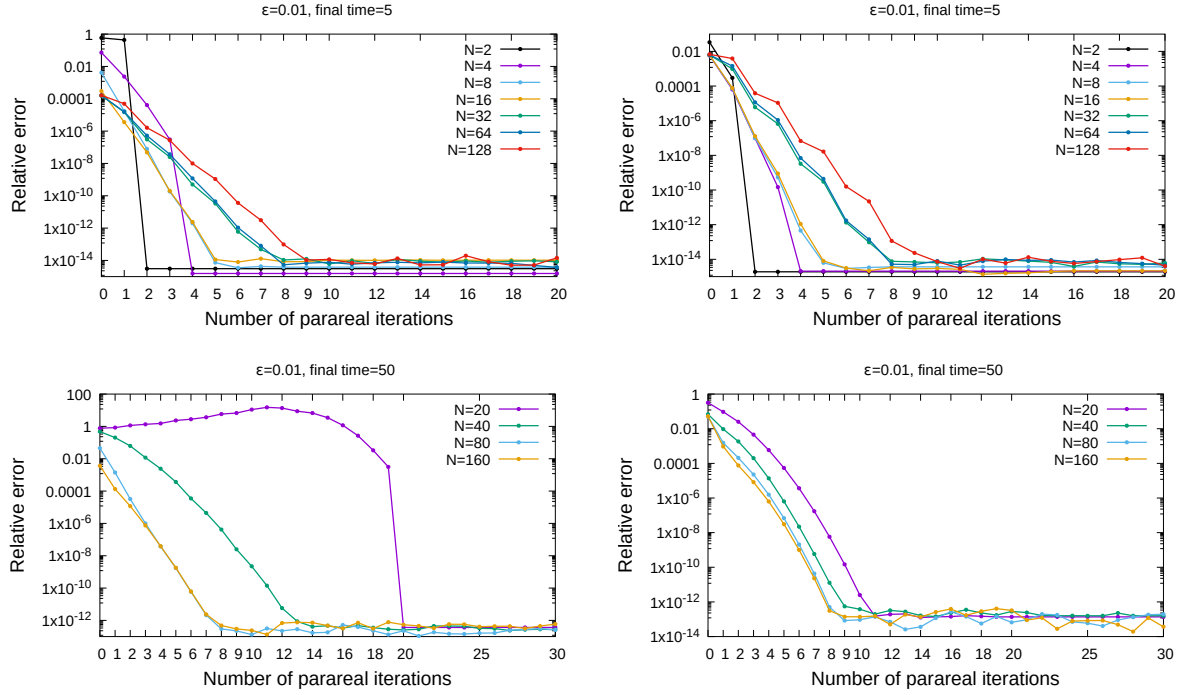 ε=0.01, final time=5
Relative error
1
0.01
0.0001
1x10-6
1x10-8
1x10-10
1x10-12
1x10-14
N=2
N=4
N=8
N=16
N=32
N=64
N=128
0 1 2 3 4 5 6 7 8 9 10 12 14 16 18 20
Number of parareal iterations
ε=0.01, final time=5
Relative error
0.01
0.0001
1x10-6
1x10-8
1x10-10
1x10-12
1x10-14
N=2
N=4
N=8
N=16
N=32
N=64
N=128
0 1 2 3 4 5 6 7 8 9 10 12 14 16 18 20
Number of parareal iterations
ε=0.01, final time=50
Relative error
100
1
0.01
0.0001
1x10-6
1x10-8
1x10-10
1x10-12
N=20
N=40
N=80
N=160
0 1 2 3 4 5 6 7 8 9 10 12 14 16 18 20 25 30
Number of parareal iterations
ε=0.01, final time=50
Relative error
1
0.01
0.0001
1x10-6
1x10-8
1x10-10
1x10-12
1x10-14
N=20
N=40
N=80
N=160
0 1 2 3 4 5 6 7 8 9 10 12 14 16 18 20 25 30
Number of parareal iterations